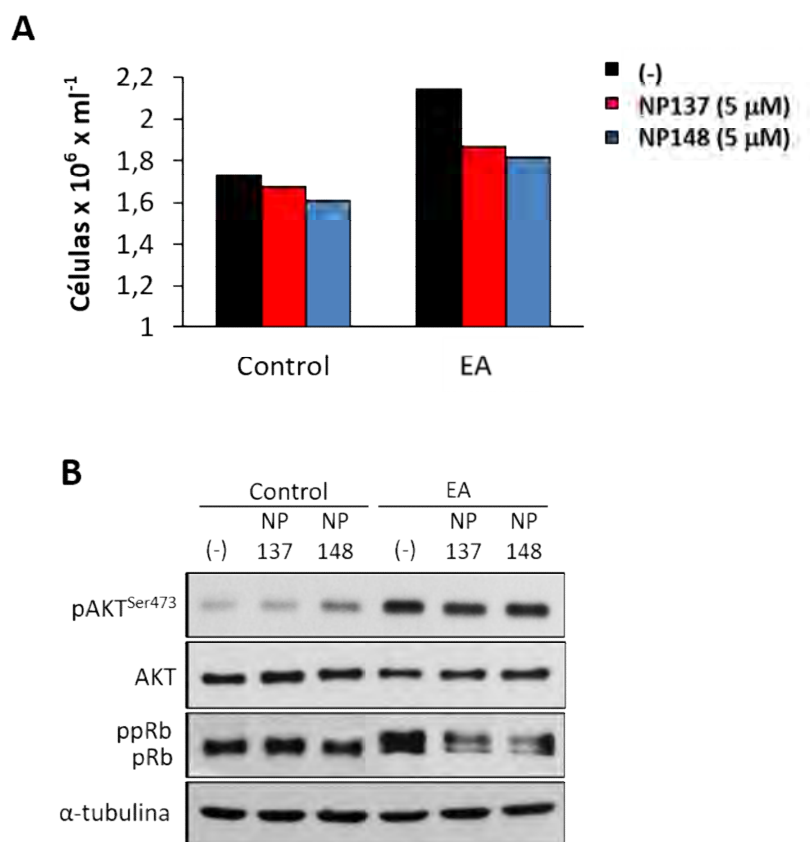 A
Células x 10⁶ x ml⁻¹
2,2
2
1,8
1,6
1,4
1,2
1
Control EA
(-)
NP137 (5 µM)
NP148 (5 µM)
B
Control EA
NP NP NP NP
(-) 137 148 (-) 137 148
pAKTSer473
AKT
ppRb
pRb
α-tubulina